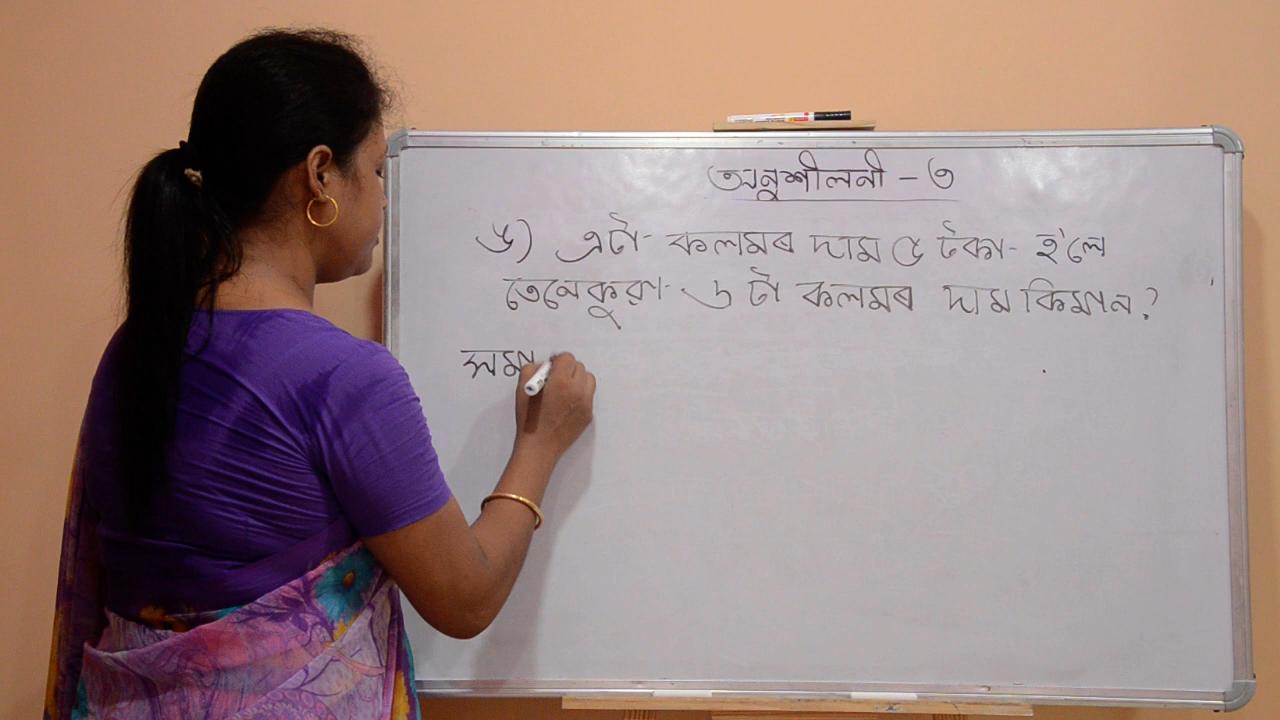 অনুশীলনী - ৩
৬) এটা কলমৰ দাম ৫ টকা হ'লে
তেনেকুৱা ৬ টা কলমৰ দাম কিমান?
সমা